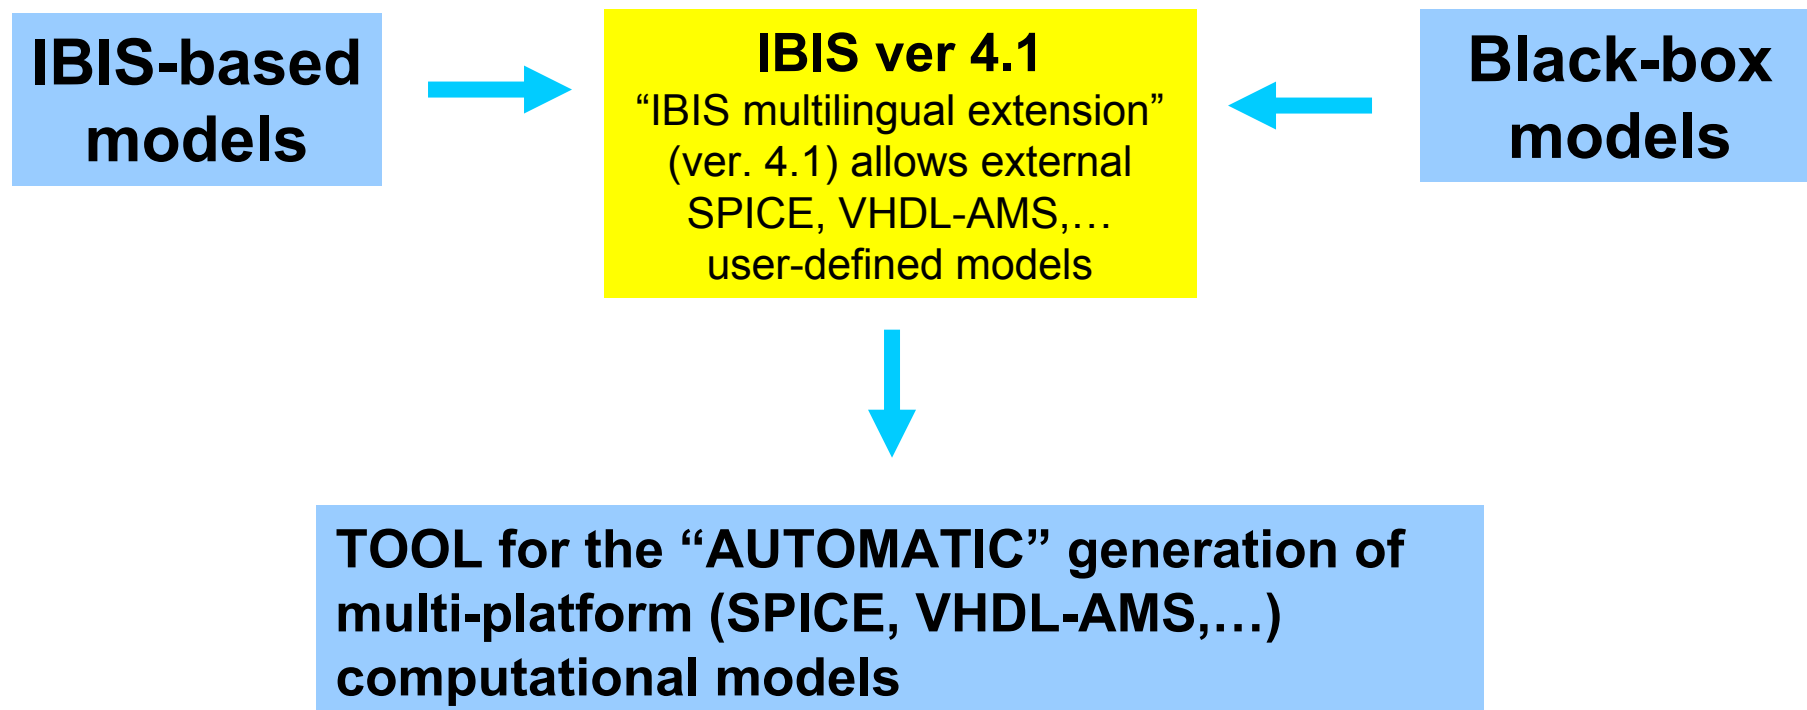 IBIS-based
models
IBIS ver 4.1
“IBIS multilingual extension”
(ver. 4.1) allows external
SPICE, VHDL-AMS,…
user-defined models
Black-box
models
TOOL for the “AUTOMATIC” generation of
multi-platform (SPICE, VHDL-AMS,…)
computational models